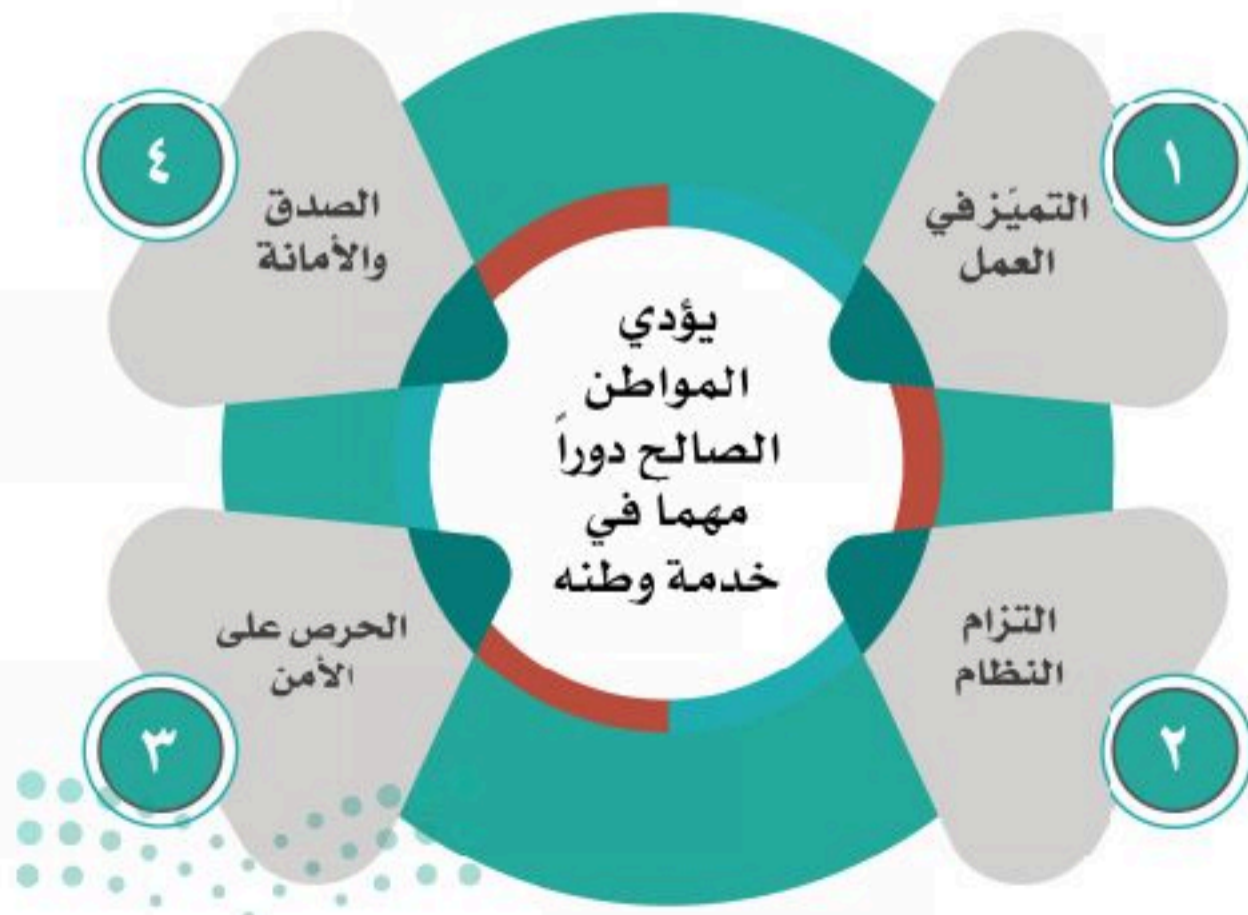 يؤدي
المواطن
الصالح دوراً
مهما في
خدمة وطنه
١
التميَز في
العمل
٢
التزام
النظام
٣
الحرص على
الأمن
٤
الصدق
والأمانة